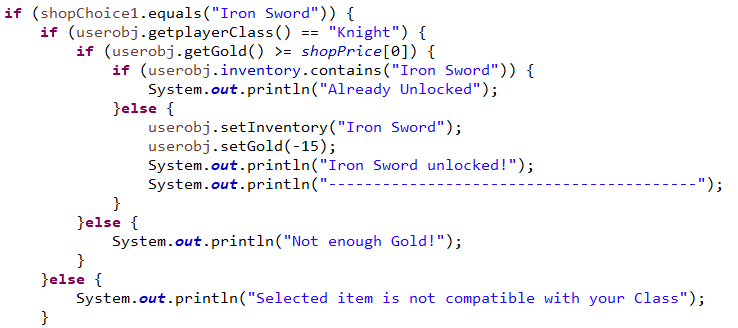 if (shopChoice1.equals("Iron Sword")) {
    if (userobj.getplayerClass() == "Knight") {
        if (userobj.getGold() >= shopPrice[0]) {
            if (userobj.inventory.contains("Iron Sword")) {
                System.out.println("Already Unlocked");
            }else {
                userobj.setInventory("Iron Sword");
                userobj.setGold(-15);
                System.out.println("Iron Sword unlocked!");
                System.out.println("------------------------------------------");
            }
        }else {
            System.out.println("Not enough Gold!");
        }
    }else {
        System.out.println("Selected item is not compatible with your Class");
    }